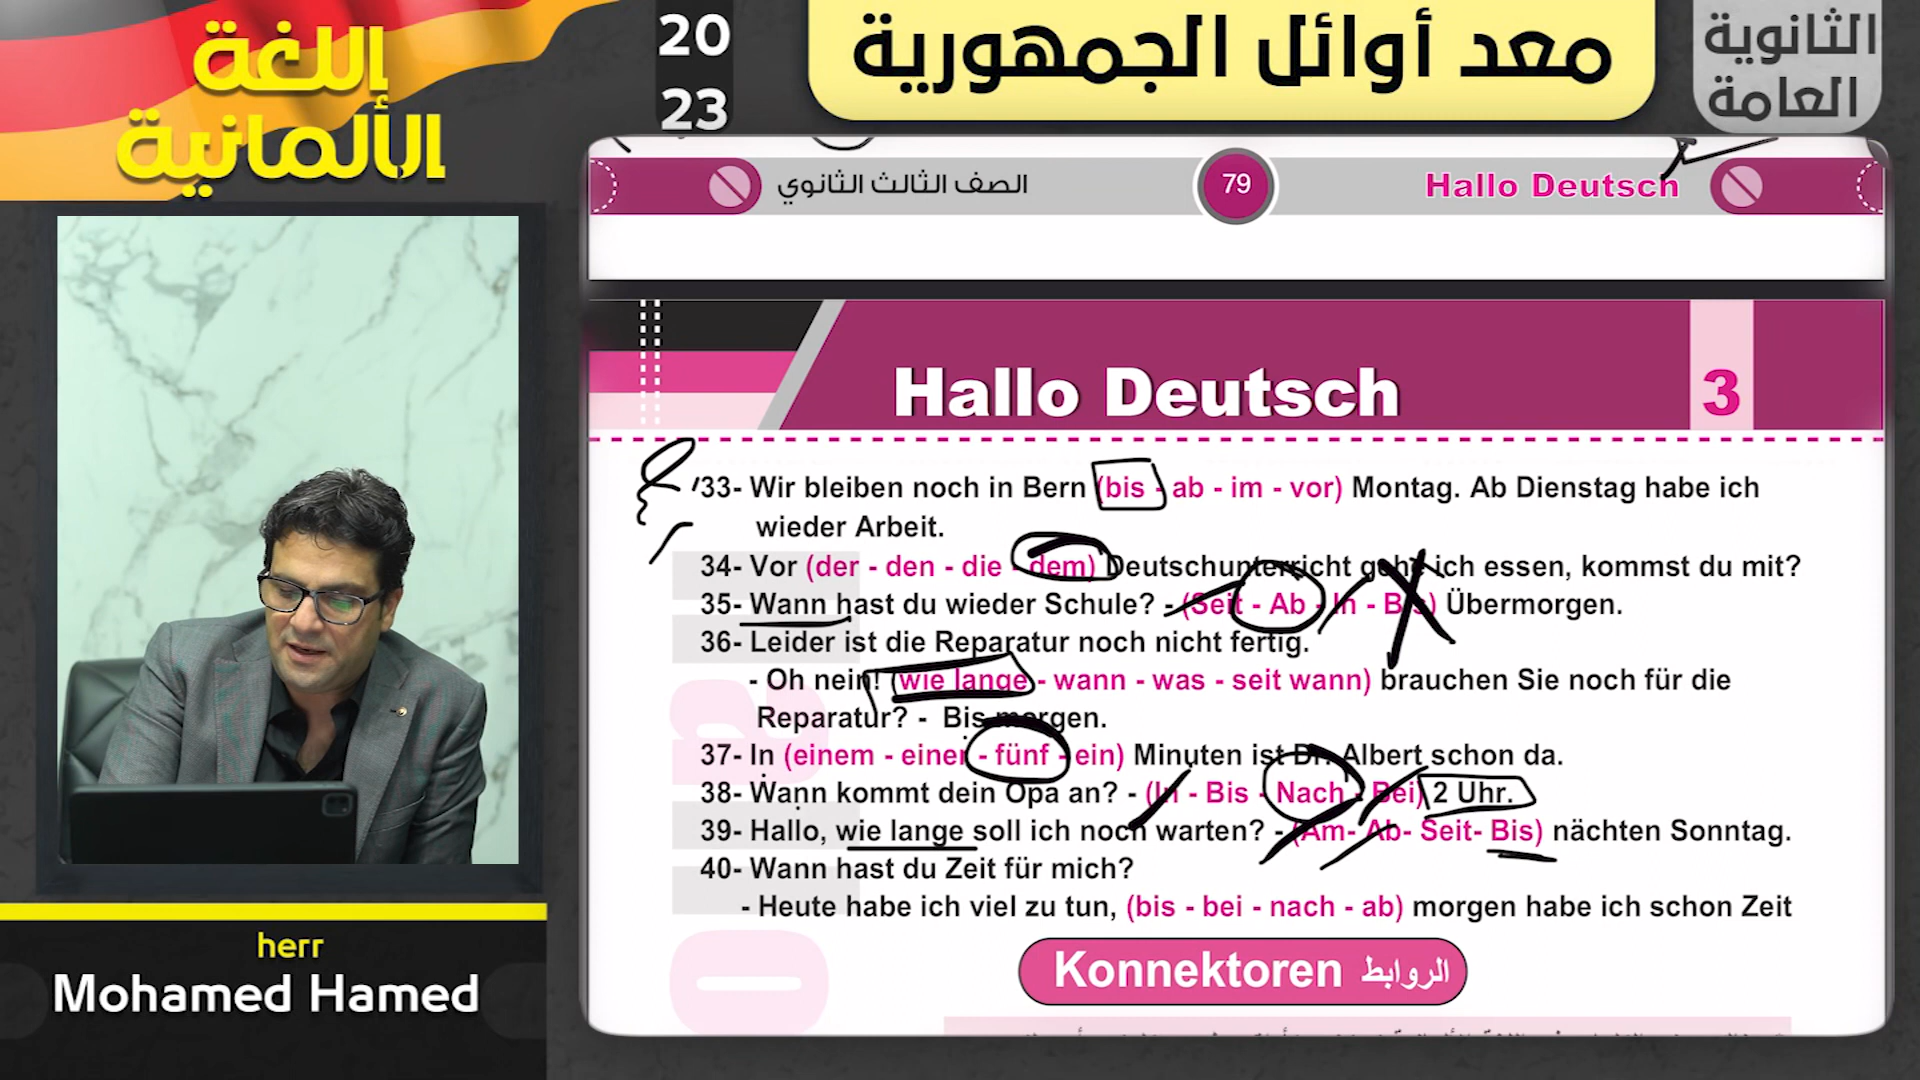 اللغة
الألمانية
20
23
معد أوائل الجمهورية
الثانوية
العامة
الصف الثالث الثانوي
79
Hallo Deutsch
Hallo Deutsch
3
33- Wir bleiben noch in Bern (bis - ab - im - vor) Montag. Ab Dienstag habe ich
wieder Arbeit.
34- Vor (der - den - die - dem) Deutschunterricht gehe ich essen, kommst du mit?
35- Wann hast du wieder Schule? - (Seit - Ab - In - Bis) Übermorgen.
36- Leider ist die Reparatur noch nicht fertig.
- Oh nein! (wie lange - wann - was - seit wann) brauchen Sie noch für die
Reparatur? - Bis morgen.
37- In (einem - einer - fünf - ein) Minuten ist Dr. Albert schon da.
38- Wann kommt dein Opa an? - (In - Bis - Nach - Bei) 2 Uhr.
39- Hallo, wie lange soll ich noch warten? - (Am- Ab- Seit- Bis) nächten Sonntag.
40- Wann hast du Zeit für mich?
- Heute habe ich viel zu tun, (bis - bei - nach - ab) morgen habe ich schon Zeit
Konnektoren الروابط
herr
Mohamed Hamed